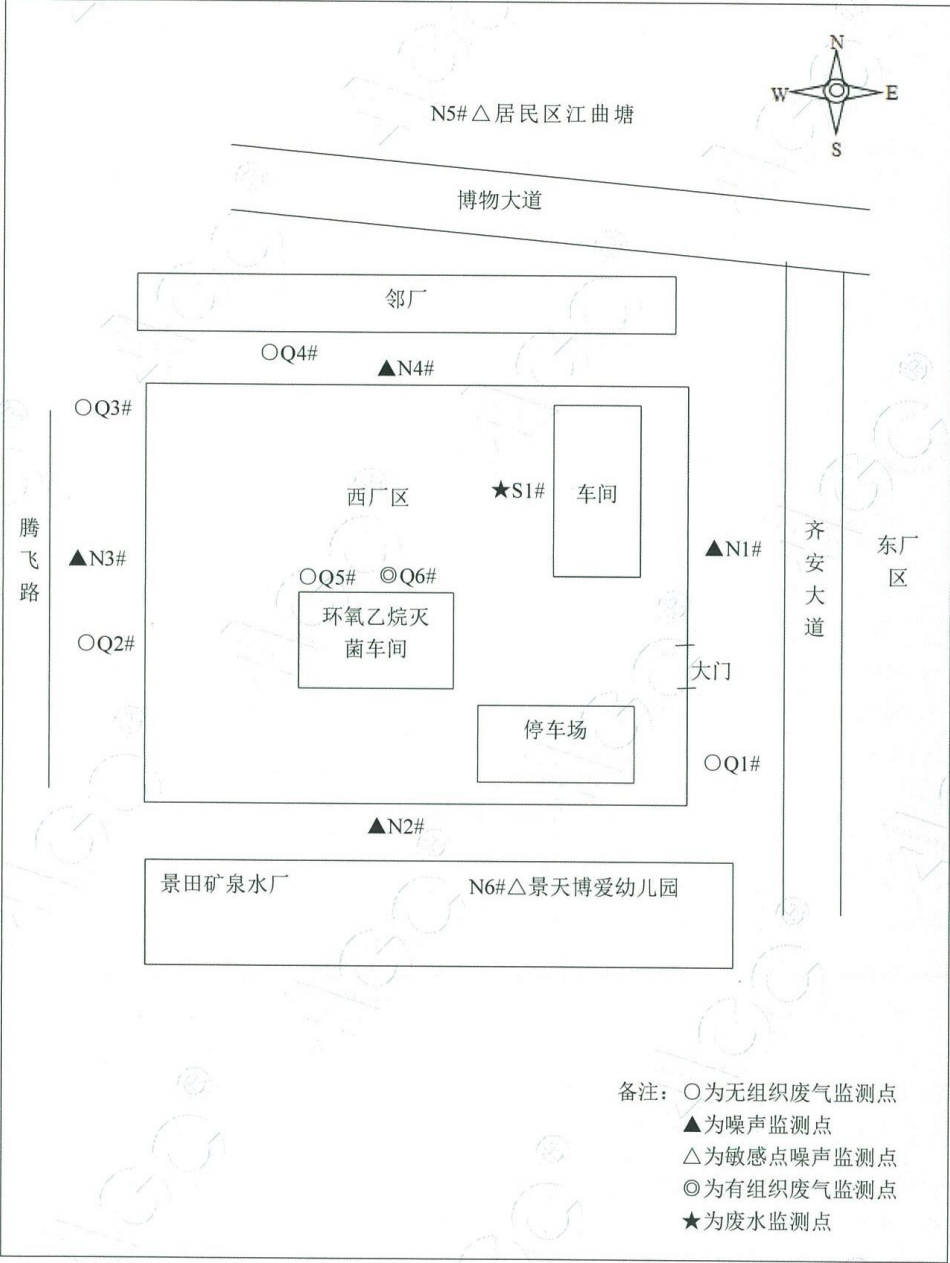 N
W E
S
N5#△居民区江曲塘
博物大道
邻厂
○Q4#
▲N4#
○Q3#
西厂区
★S1#
车间
腾飞路
▲N3#
▲N1#
齐安大道
东厂
区
○Q5# ◎Q6#
环氧乙烷灭
菌车间
○Q2#
大门
停车场
○Q1#
▲N2#
景田矿泉水厂
N6#△景天博爱幼儿园
备注：○为无组织废气监测点
▲为噪声监测点
△为敏感点噪声监测点
◎为有组织废气监测点
★为废水监测点